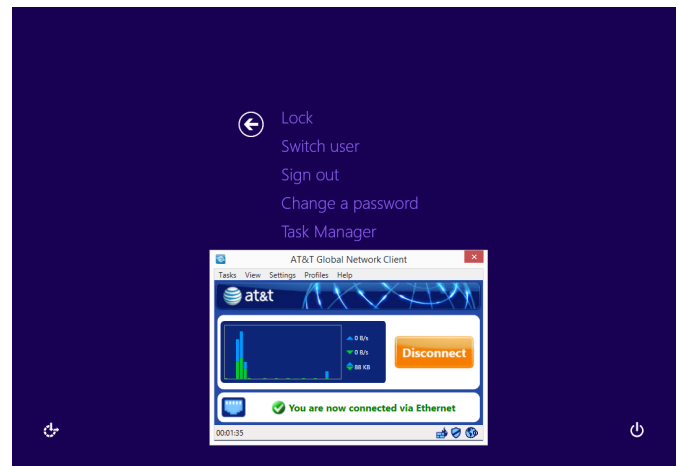 Lock
Switch user
Sign out
Change a password
Task Manager
AT&T Global Network Client
Tasks View Settings Profiles Help
at&t
0 B/s
0 B/s
88 KB
Disconnect
You are now connected via Ethernet
00:01:35